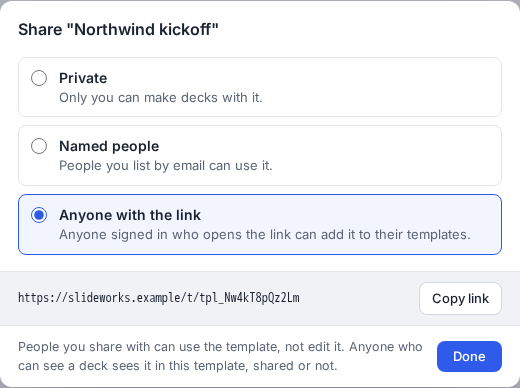 Share "Northwind kickoff"
Private
Only you can make decks with it.
Named people
People you list by email can use it.
Anyone with the link
Anyone signed in who opens the link can add it to their templates.
https://slideworks.example/t/tpl_Nw4kT8pQz2Lm
Copy link
People you share with can use the template, not edit it. Anyone who
can see a deck sees it in this template, shared or not.
Done